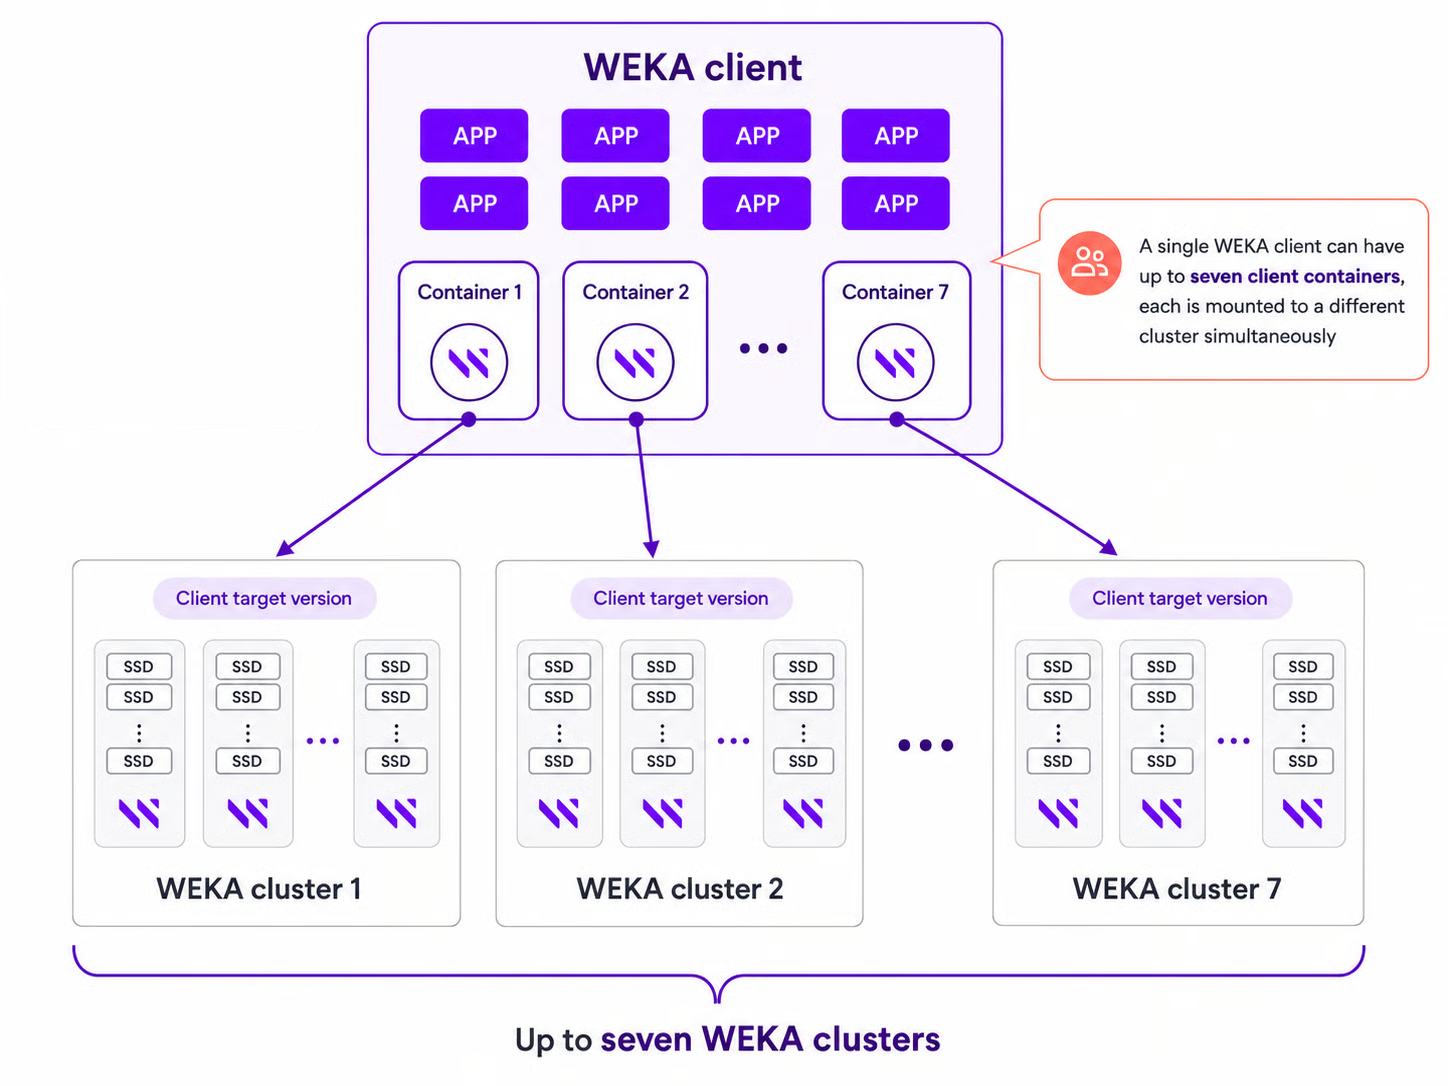 WEKA client
APP APP APP APP
APP APP APP APP
Container 1 Container 2 Container 7
A single WEKA client can have
up to seven client containers,
each is mounted to a different
cluster simultaneously
Client target version Client target version Client target version
SSD SSD SSD SSD SSD SSD SSD SSD SSD
SSD SSD SSD SSD SSD SSD SSD SSD SSD
SSD SSD SSD SSD SSD SSD SSD SSD SSD
WEKA cluster 1 WEKA cluster 2 WEKA cluster 7
Up to seven WEKA clusters